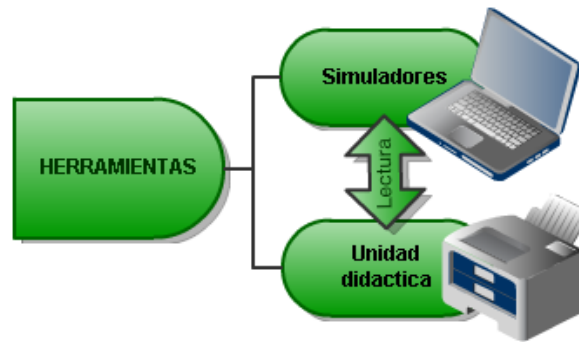 Simuladores
HERRAMIENTAS
Lectura
Unidad
didactica